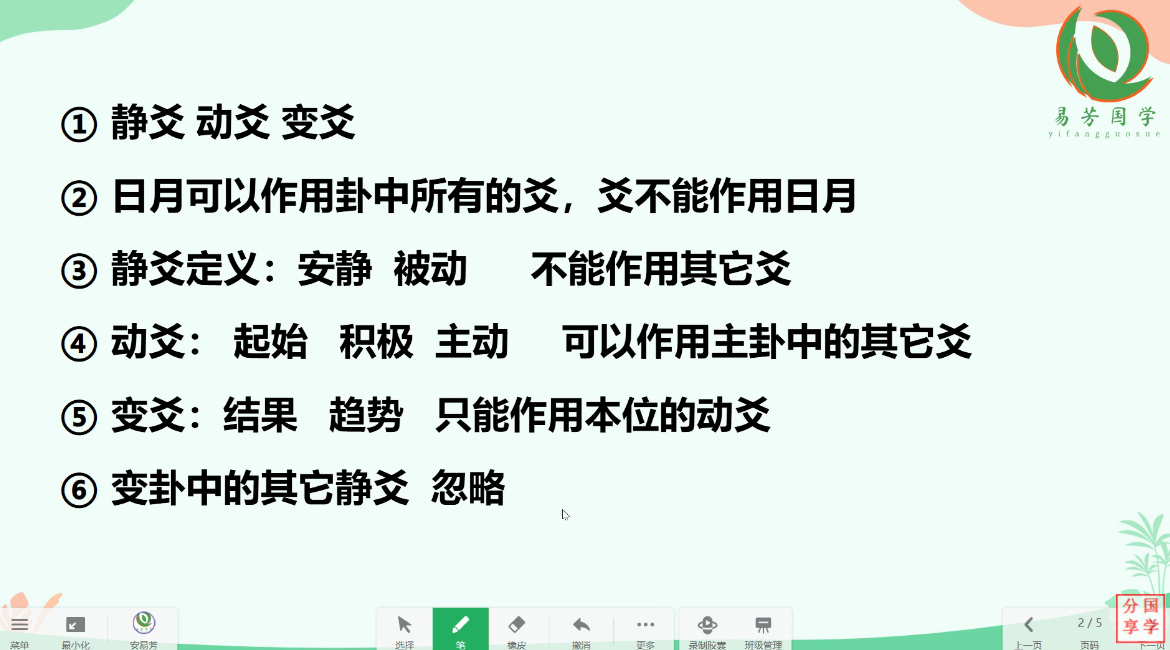 易芳国学
yifangguoxue
① 静爻 动爻 变爻
② 日月可以作用卦中所有的爻，爻不能作用日月
③ 静爻定义：安静 被动 不能作用其它爻
④ 动爻： 起始 积极 主动 可以作用主卦中的其它爻
⑤ 变爻：结果 趋势 只能作用本位的动爻
⑥ 变卦中的其它静爻 忽略
分国
享学
2/5
菜单 最小化 安易芳 选择 笔 橡皮 撤消 更多 录制胶囊 班级管理 上一页 页码 下一页